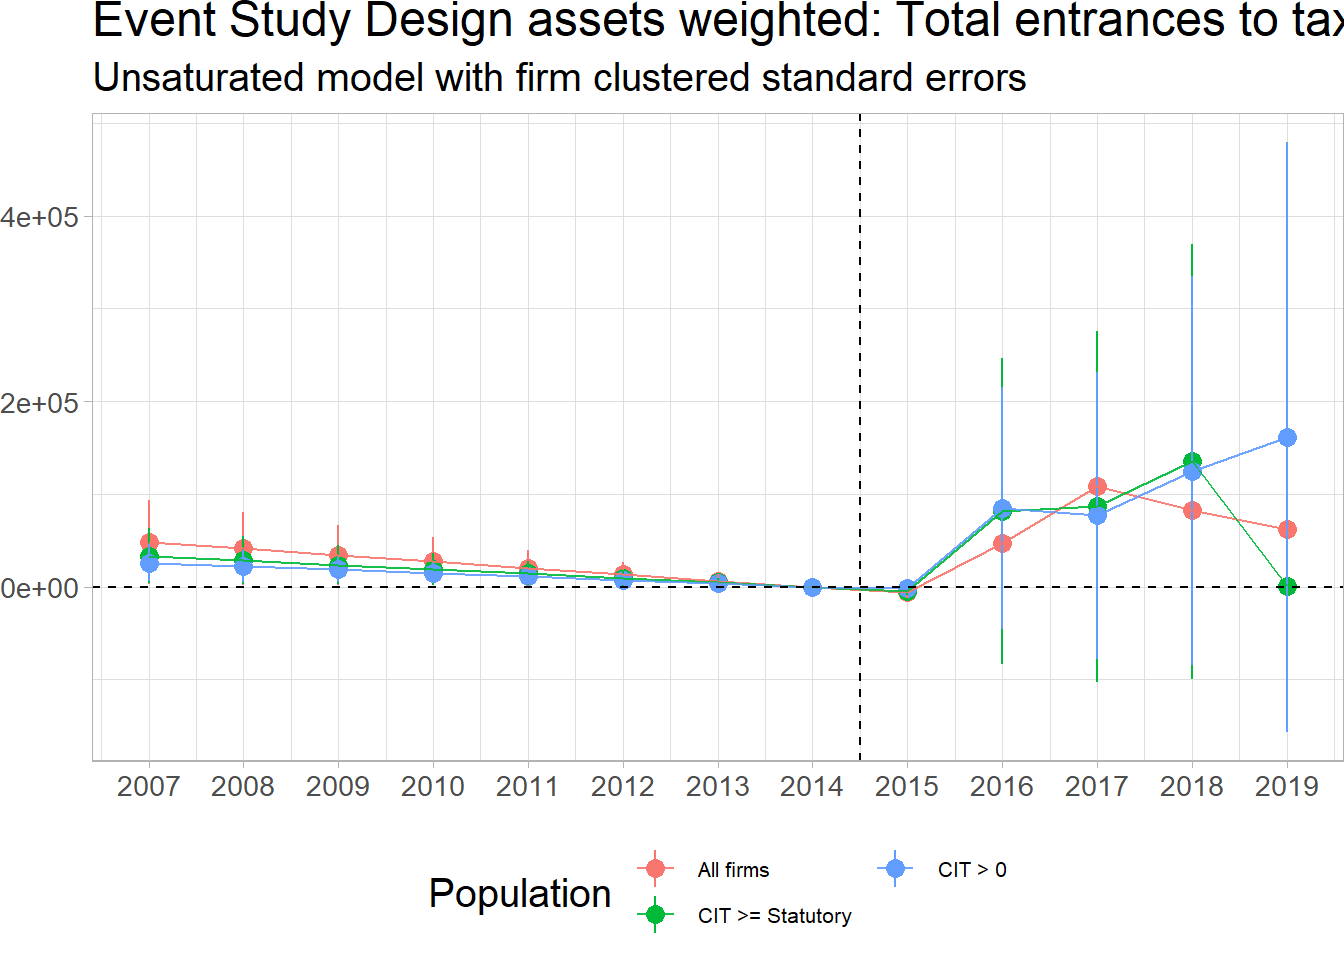 Event Study Design assets weighted: Total entrances to tax
Unsaturated model with firm clustered standard errors
4e+05
2e+05
0e+00
2007 2008 2009 2010 2011 2012 2013 2014 2015 2016 2017 2018 2019
Population
All firms
CIT >= Statutory
CIT > 0